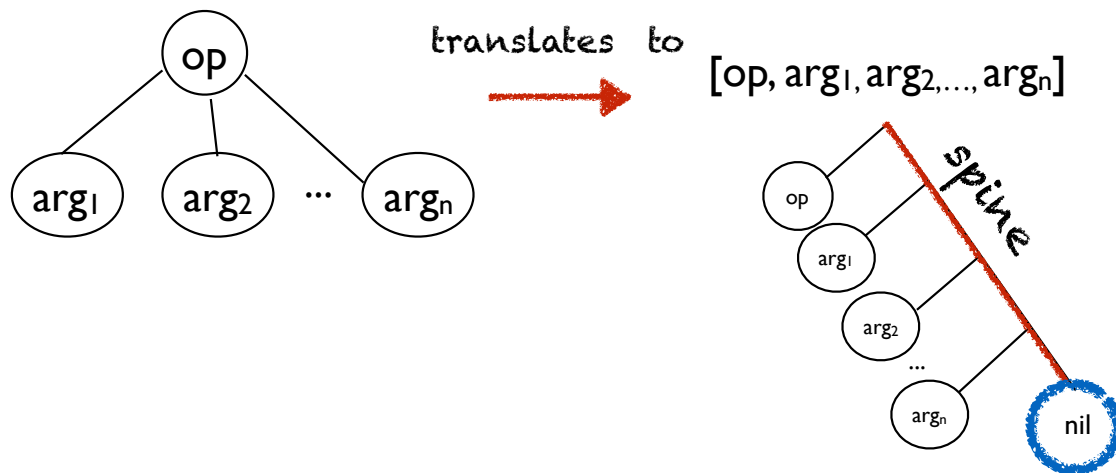 op
translates to
[op, arg₁, arg₂,..., argₙ]
arg₁ arg₂ ... argₙ
spine
op
arg₁
arg₂
...
argₙ
nil